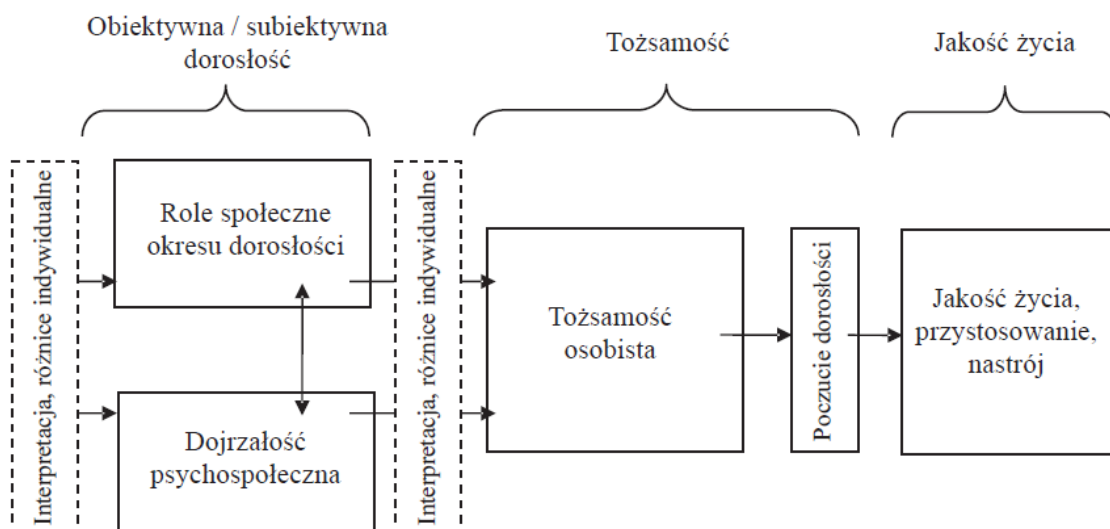 Obiektywna / subiektywna
dorosłość
Tożsamość
Jakość życia
Interpretacja, różnice indywidualne
Role społeczne
okresu dorosłości
Dojrzałość
psychospołeczna
Interpretacja, różnice indywidualne
Tożsamość
osobista
Poczucie dorosłości
Jakość życia,
przystosowanie,
nastrój